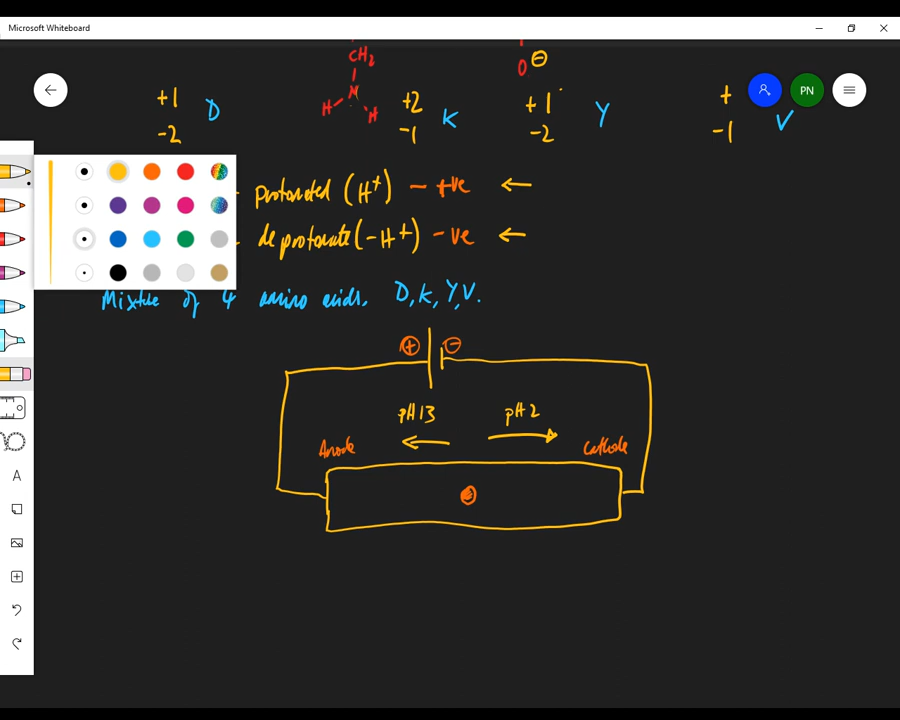 Microsoft Whiteboard
CH2
N
H H
O ⊖
PN
+1
-2
D
+2
-1
K
+1
-2
Y
+
-1
V
- protonated (H+) - +ve ←
- deprotonate (-H+) - -ve ←
Mixture of 4 amino acids, D, K, Y, V.
⊕ ⊖
pH 13 pH 2
Anode Cathode
A